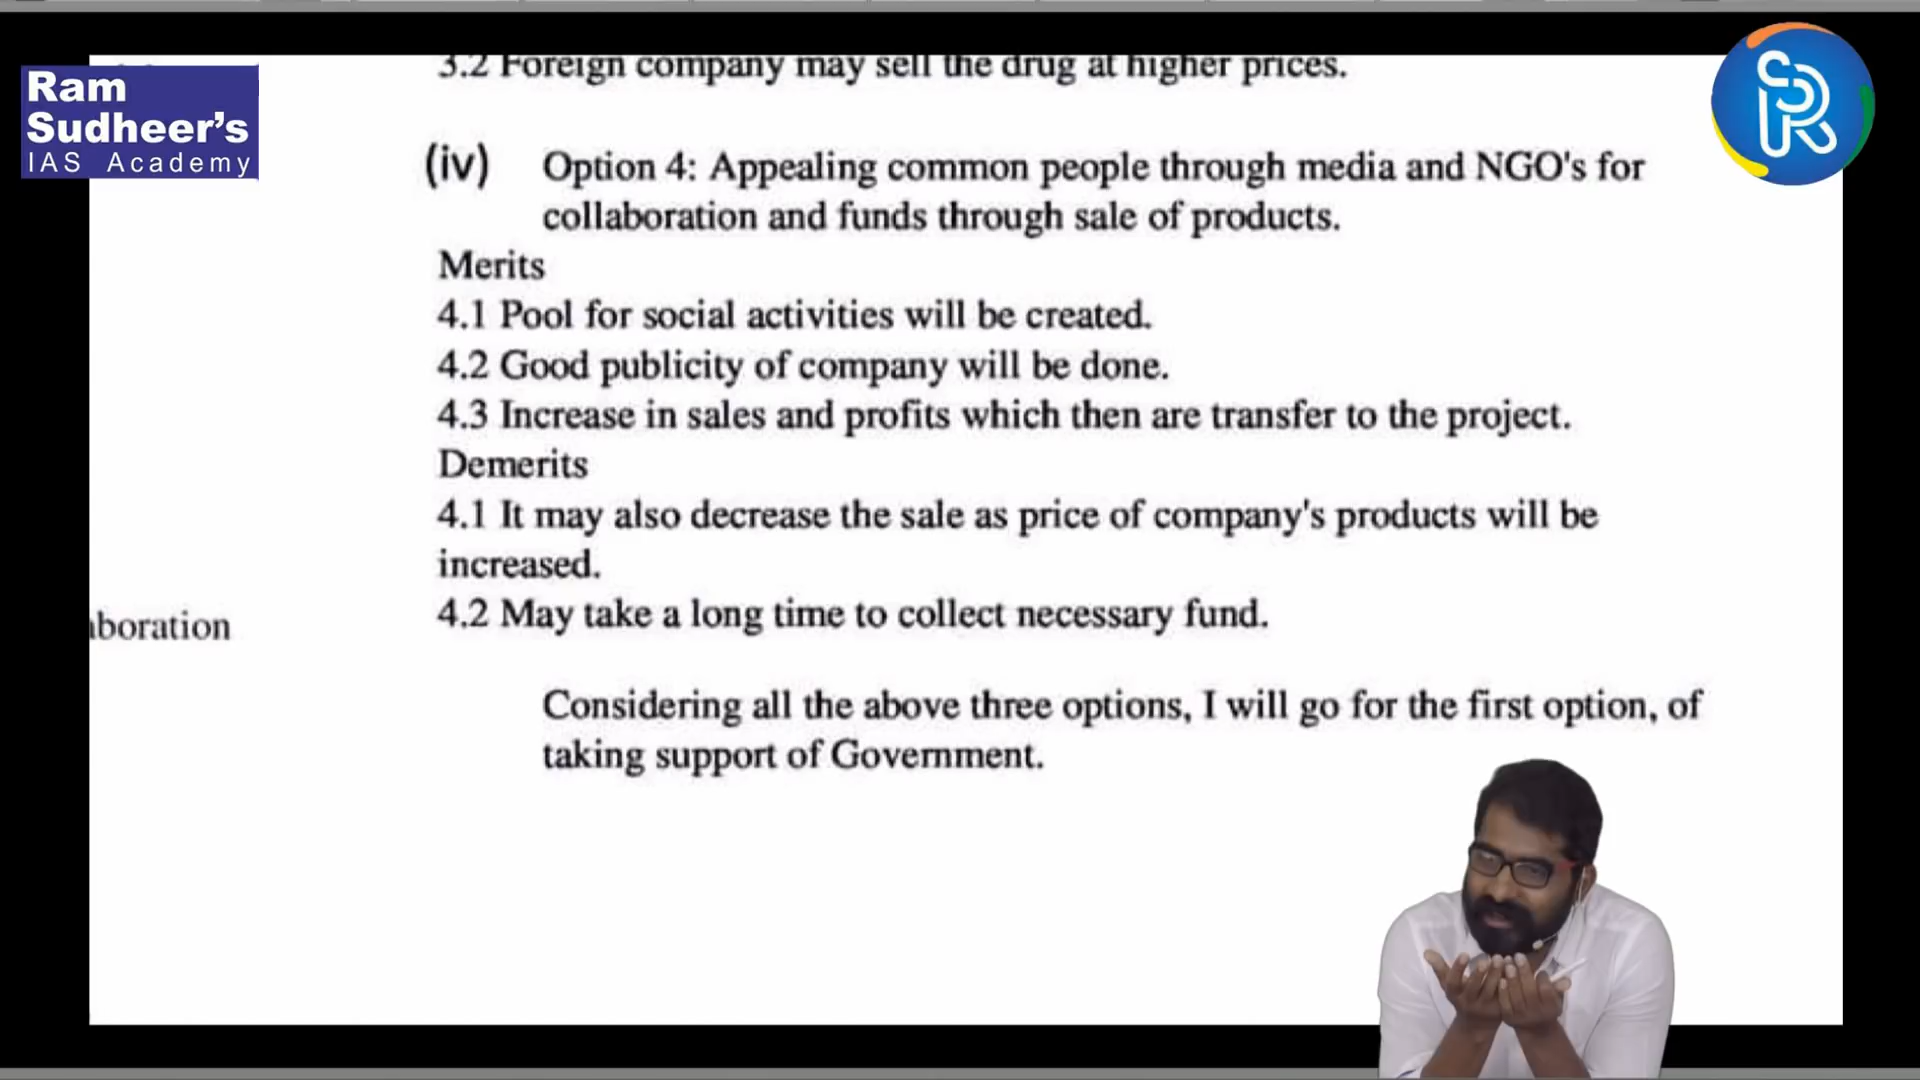 Ram
Sudheer's
IAS Academy
3.2 Foreign company may sell the drug at higher prices.
(iv) Option 4: Appealing common people through media and NGO's for
collaboration and funds through sale of products.
Merits
4.1 Pool for social activities will be created.
4.2 Good publicity of company will be done.
4.3 Increase in sales and profits which then are transfer to the project.
Demerits
4.1 It may also decrease the sale as price of company's products will be
increased.
4.2 May take a long time to collect necessary fund.
boration
Considering all the above three options, I will go for the first option, of
taking support of Government.